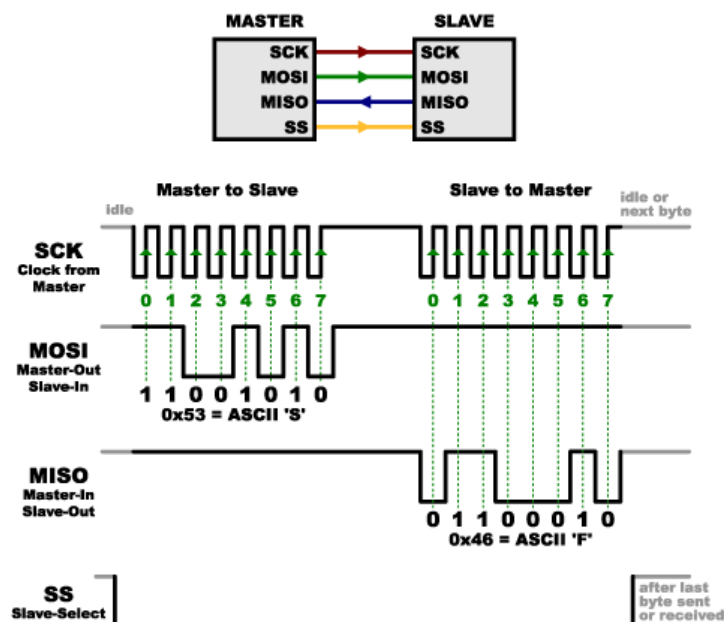 MASTER SLAVE
SCK SCK
MOSI MOSI
MISO MISO
SS SS
Master to Slave Slave to Master
idle
idle or
next byte
SCK
Clock from
Master
0 1 2 3 4 5 6 7 0 1 2 3 4 5 6 7
MOSI
Master-Out
Slave-In
1 1 0 0 1 0 1 0
0x53 = ASCII 'S'
MISO
Master-In
Slave-Out
0 1 1 0 0 0 1 0
0x46 = ASCII 'F'
SS
Slave-Select
after last
byte sent
or received